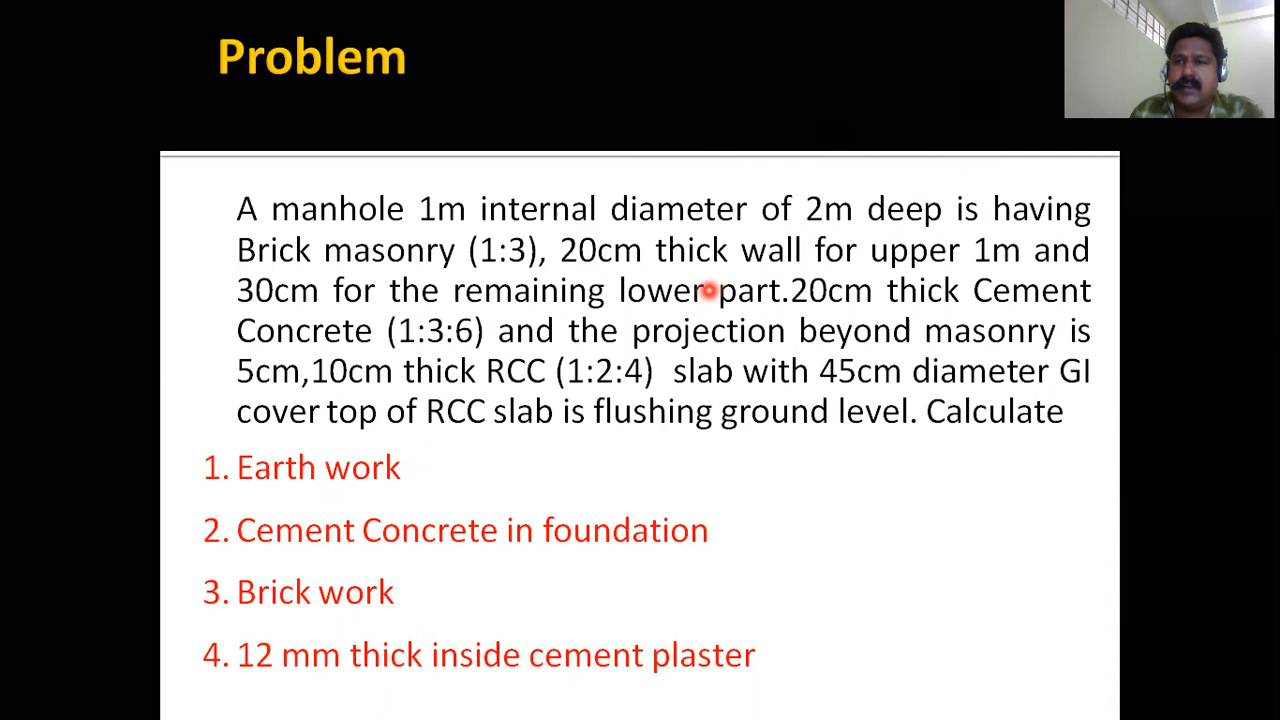 Problem
A manhole 1m internal diameter of 2m deep is having
Brick masonry (1:3), 20cm thick wall for upper 1m and
30cm for the remaining lower part.20cm thick Cement
Concrete (1:3:6) and the projection beyond masonry is
5cm,10cm thick RCC (1:2:4) slab with 45cm diameter GI
cover top of RCC slab is flushing ground level. Calculate
1. Earth work
2. Cement Concrete in foundation
3. Brick work
4. 12 mm thick inside cement plaster